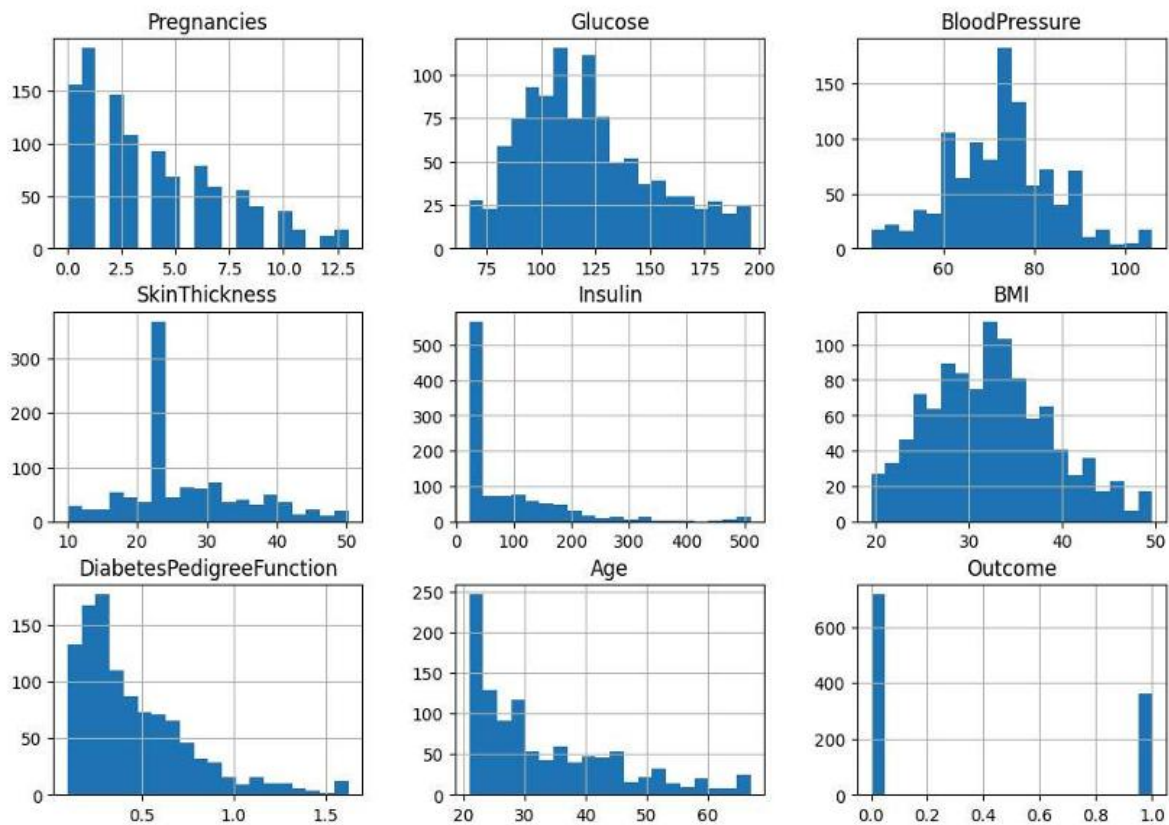 Pregnancies
150
100
50
0
0.0 2.5 5.0 7.5 10.0 12.5
Glucose
100
75
50
25
0
75 100 125 150 175 200
BloodPressure
150
100
50
0
60 80 100
SkinThickness
300
200
100
0
10 20 30 40 50
Insulin
500
400
300
200
100
0
0 100 200 300 400 500
BMI
100
80
60
40
20
0
20 30 40 50
DiabetesPedigreeFunction
150
100
50
0
0.5 1.0 1.5
Age
250
200
150
100
50
0
20 30 40 50 60
Outcome
600
400
200
0
0.0 0.2 0.4 0.6 0.8 1.0